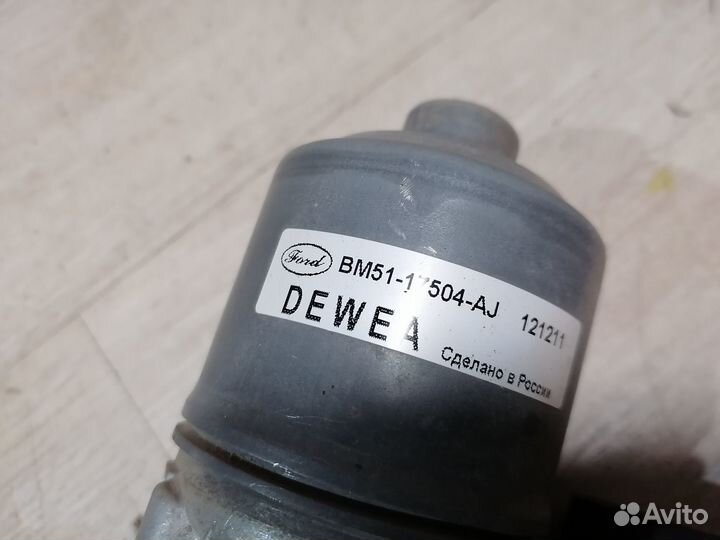 Ford BM51-17504-AJ 121211
DEWEA
Сделано в России
Avito